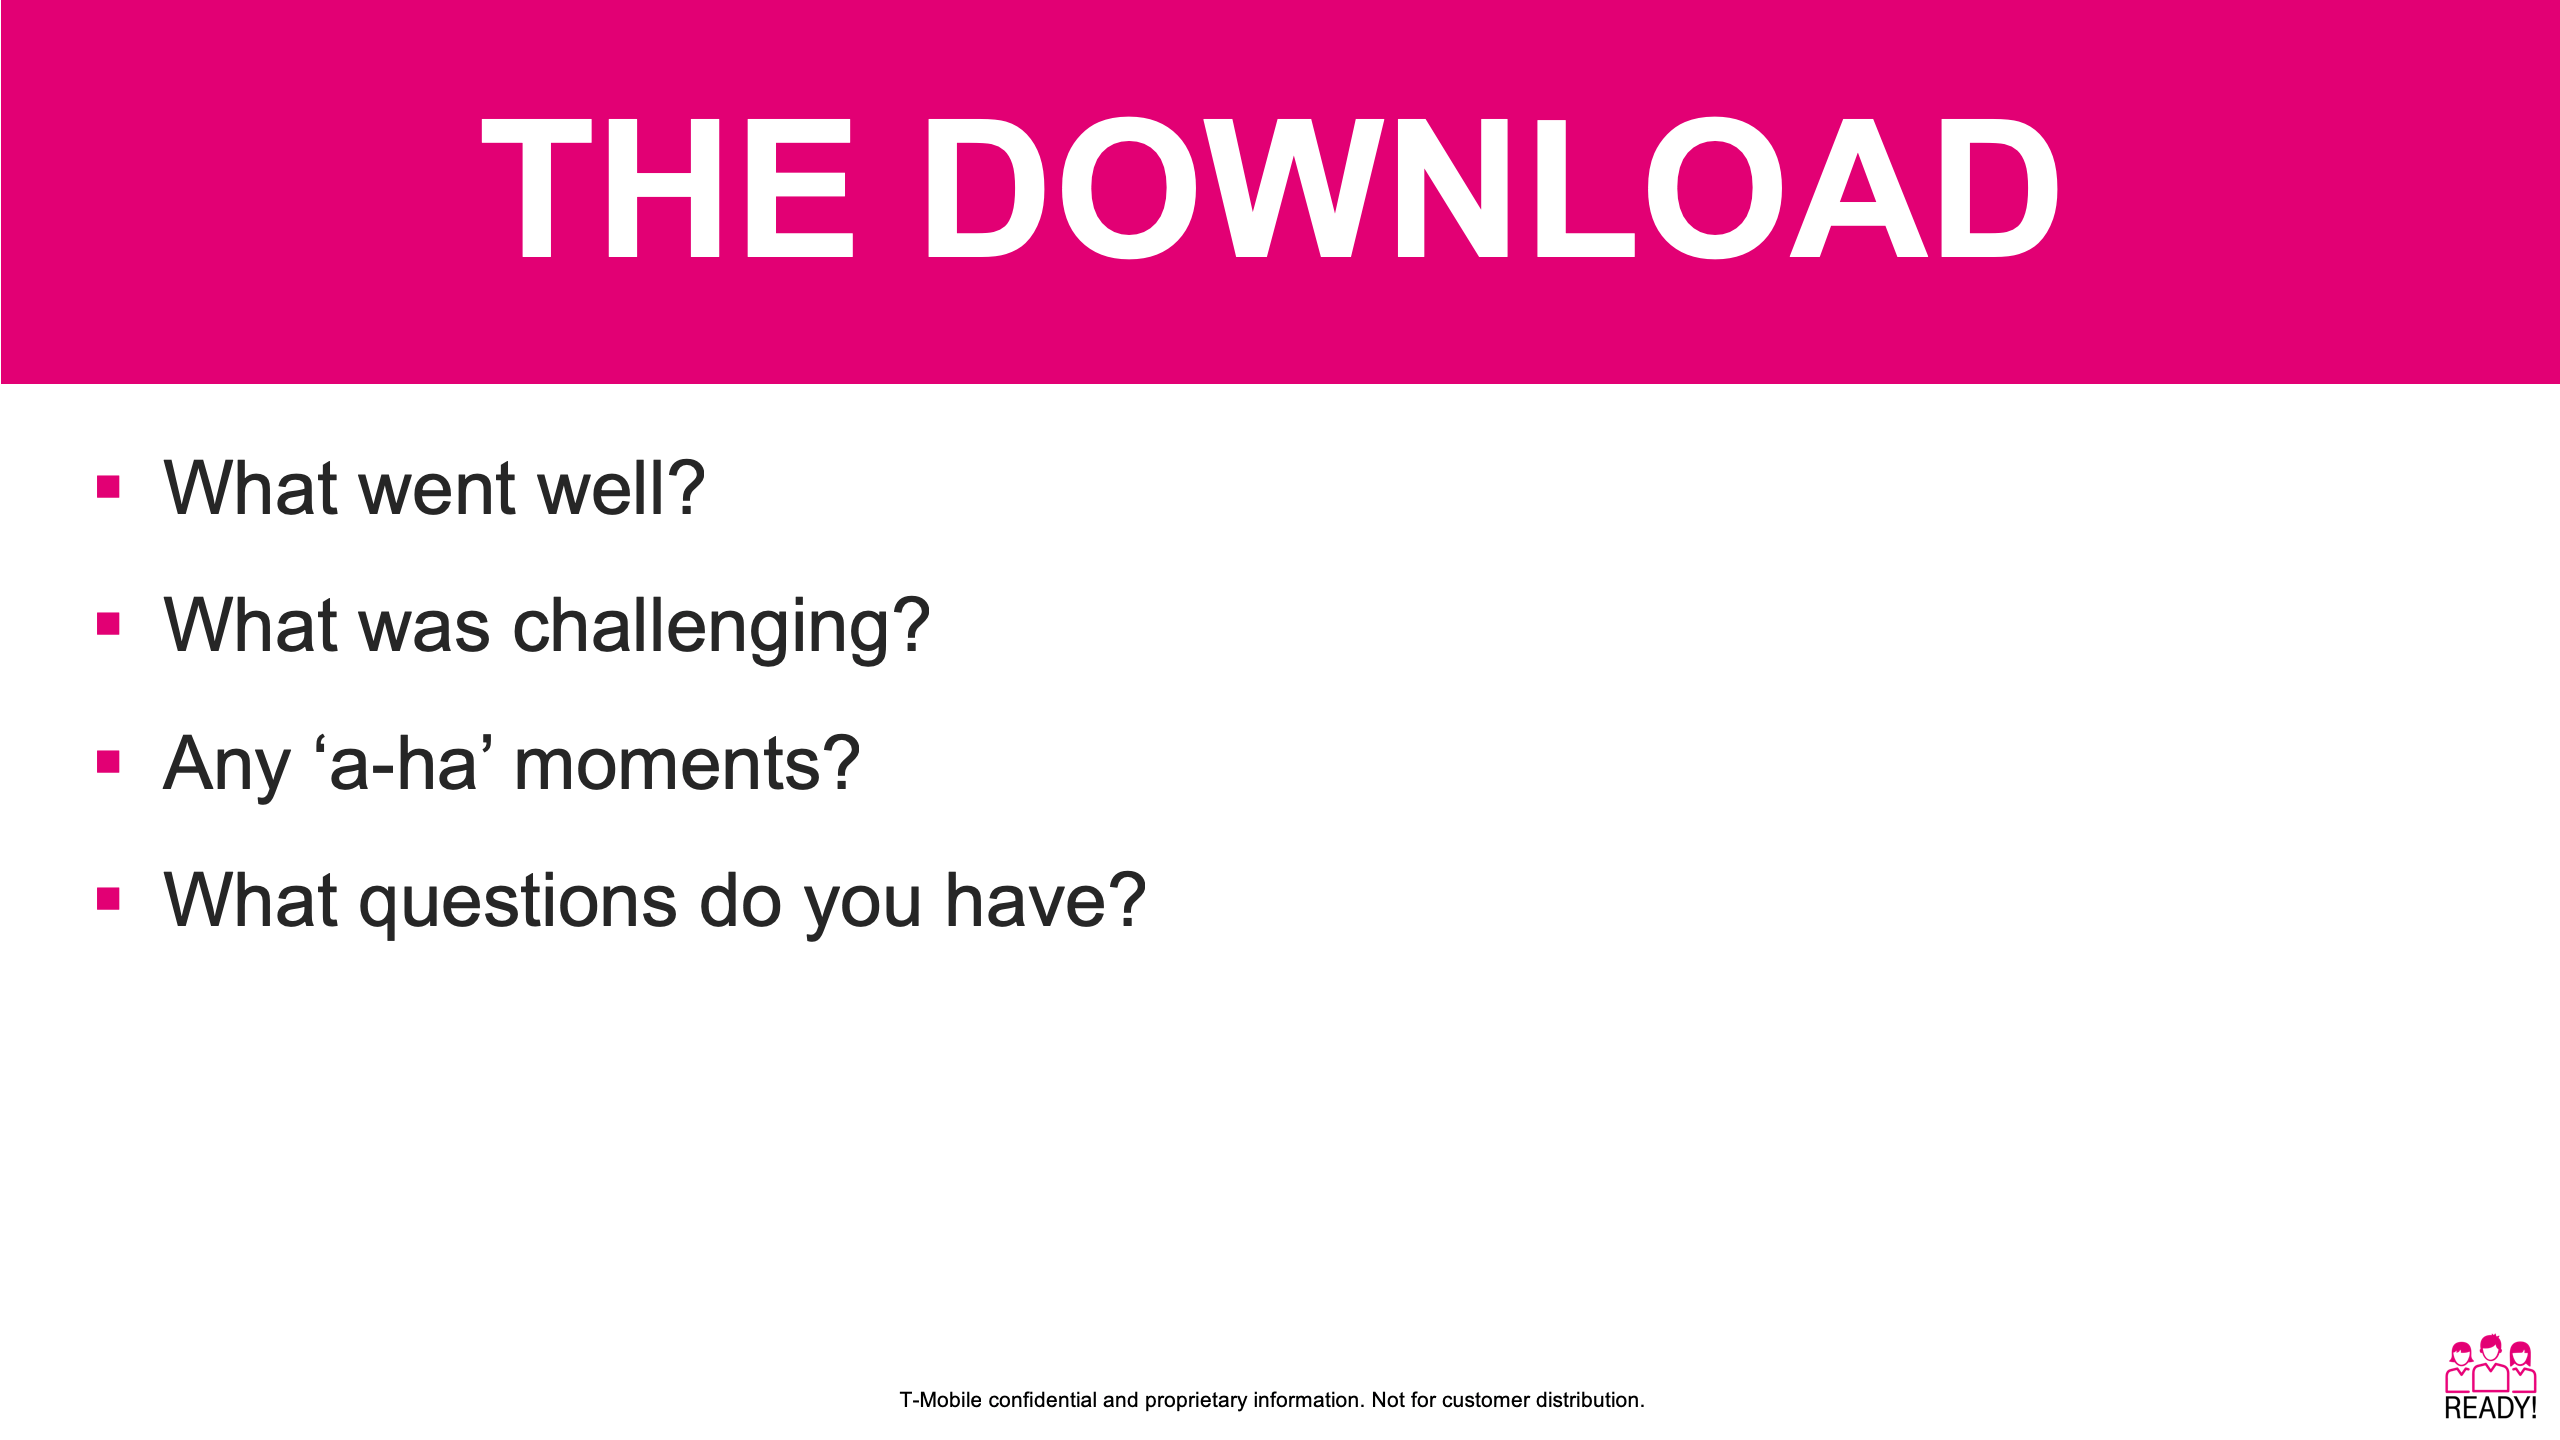 THE DOWNLOAD
▪ What went well?
▪ What was challenging?
▪ Any ‘a-ha’ moments?
▪ What questions do you have?
T-Mobile confidential and proprietary information. Not for customer distribution.
READY!